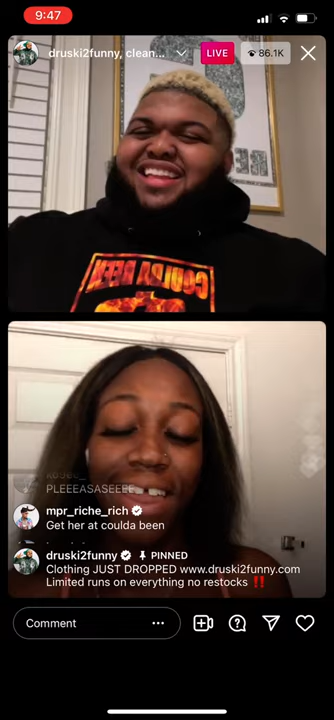 9:47
druski2funny, clean...
LIVE
86.1K
COULDA BEEN
PLEEEASASEEEE
mpr_riche_rich
Get her at coulda been
druski2funny PINNED
Clothing JUST DROPPED www.druski2funny.com
Limited runs on everything no restocks ‼️
Comment